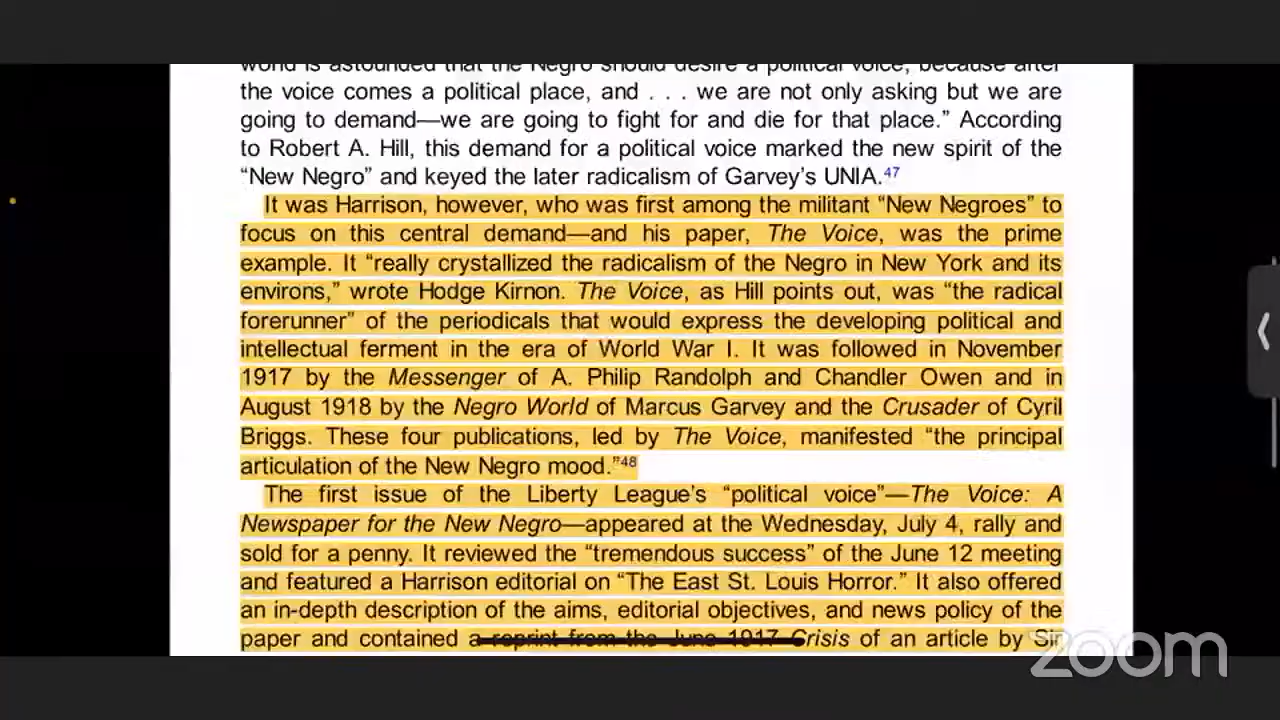 world is astounded that the Negro should desire a political voice, because after
the voice comes a political place, and . . . we are not only asking but we are
going to demand—we are going to fight for and die for that place.” According
to Robert A. Hill, this demand for a political voice marked the new spirit of the
“New Negro” and keyed the later radicalism of Garvey’s UNIA.47
It was Harrison, however, who was first among the militant “New Negroes” to
focus on this central demand—and his paper, The Voice, was the prime
example. It “really crystallized the radicalism of the Negro in New York and its
environs,” wrote Hodge Kirnon. The Voice, as Hill points out, was “the radical
forerunner” of the periodicals that would express the developing political and
intellectual ferment in the era of World War I. It was followed in November
1917 by the Messenger of A. Philip Randolph and Chandler Owen and in
August 1918 by the Negro World of Marcus Garvey and the Crusader of Cyril
Briggs. These four publications, led by The Voice, manifested “the principal
articulation of the New Negro mood.”48
The first issue of the Liberty League’s “political voice”—The Voice: A
Newspaper for the New Negro—appeared at the Wednesday, July 4, rally and
sold for a penny. It reviewed the “tremendous success” of the June 12 meeting
and featured a Harrison editorial on “The East St. Louis Horror.” It also offered
an in-depth description of the aims, editorial objectives, and news policy of the
paper and contained a reprint from the June 1917 Crisis of an article by Sir
zoom